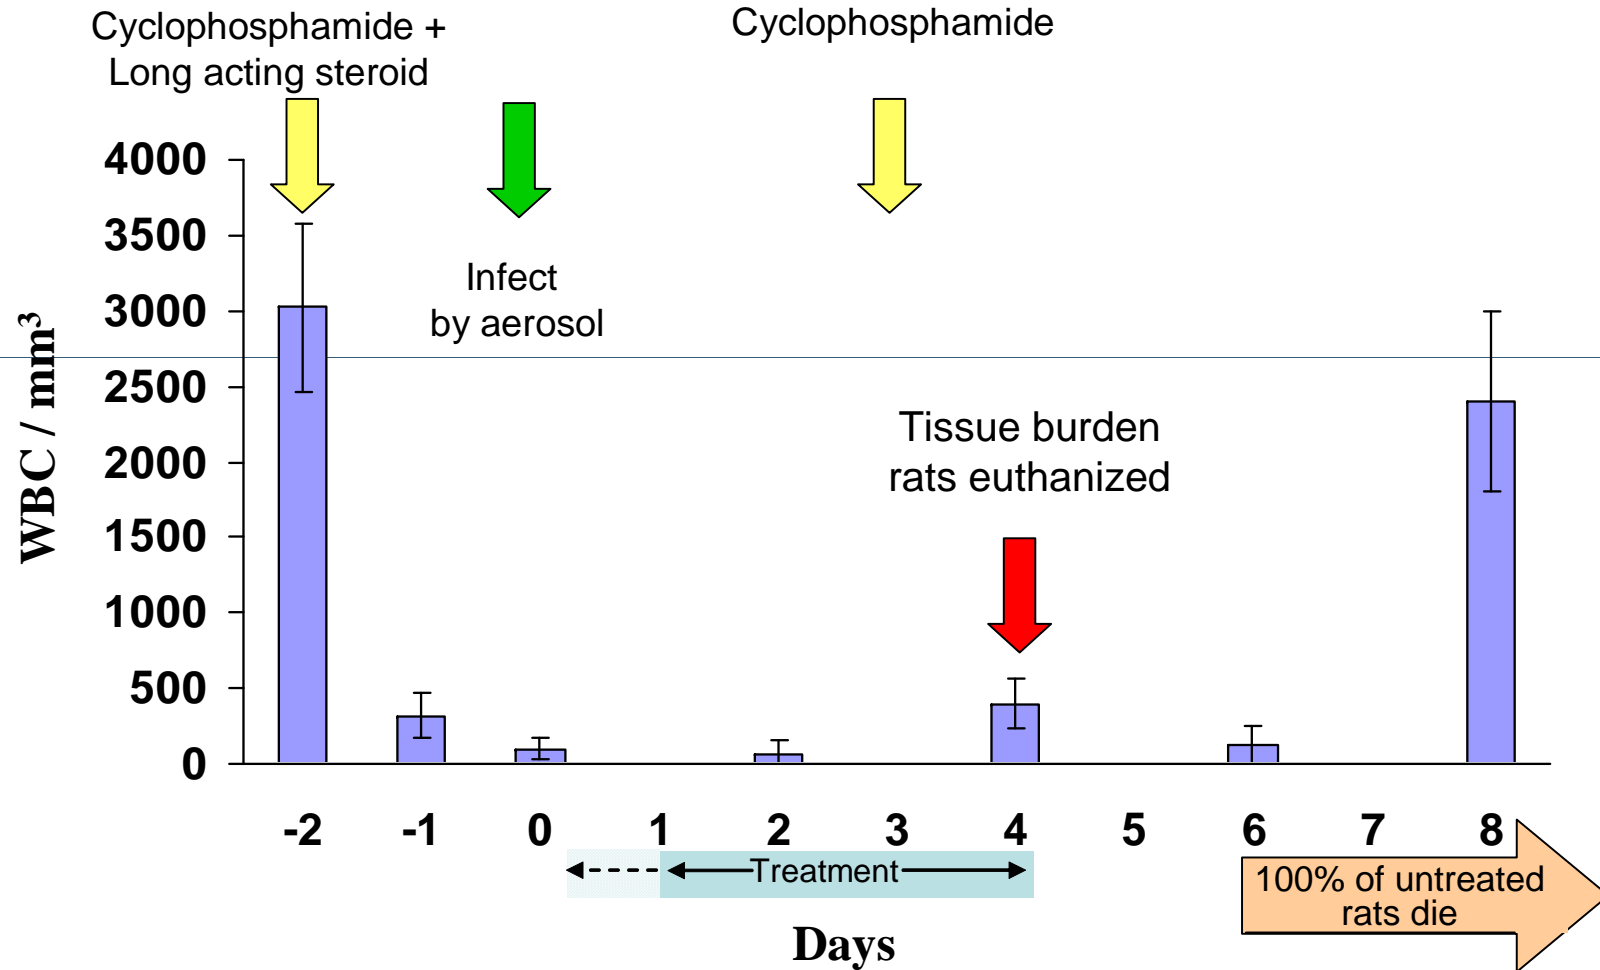 Cyclophosphamide +
Long acting steroid
Cyclophosphamide
4000
3500
3000
2500
2000
1500
1000
500
0
WBC / mm³
Infect
by aerosol
Tissue burden
rats euthanized
-2 -1 0 1 2 3 4 5 6 7 8
Treatment
100% of untreated
rats die
Days